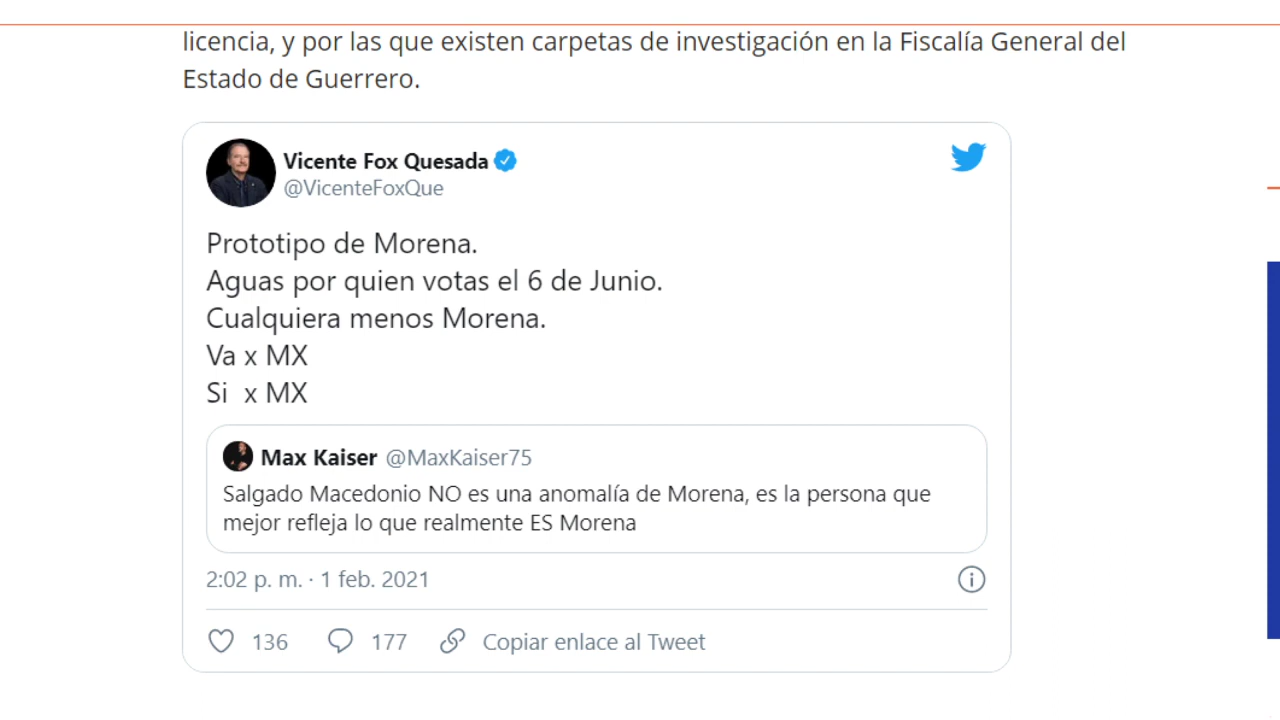 licencia, y por las que existen carpetas de investigación en la Fiscalía General del
Estado de Guerrero.
Vicente Fox Quesada
@VicenteFoxQue
Prototipo de Morena.
Aguas por quien votas el 6 de Junio.
Cualquiera menos Morena.
Va x MX
Si  x MX
Max Kaiser @MaxKaiser75
Salgado Macedonio NO es una anomalía de Morena, es la persona que
mejor refleja lo que realmente ES Morena
2:02 p. m. · 1 feb. 2021
136 177 Copiar enlace al Tweet